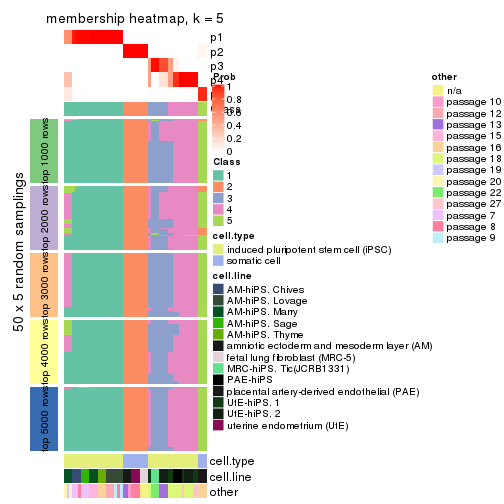 membership heatmap, k = 5
p1
p2
p3
p4
Prob
1
0.8
0.6
0.4
0.2
0
Class
1
2
3
4
5
cell.type
induced pluripotent stem cell (iPSC)
somatic cell
cell.line
AM-hiPS. Chives
AM-hiPS. Lovage
AM-hiPS. Marry
AM-hiPS. Sage
AM-hiPS. Thyme
amniotic ectoderm and mesoderm layer (AM)
fetal lung fibroblast (MRC-5)
MRC-hiPS. Tic(JCRB1331)
PAE-hiPS
placental artery-derived endothelial (PAE)
UtE-hiPS. 1
UtE-hiPS. 2
uterine endometrium (UtE)
other
n/a
passage 10
passage 12
passage 13
passage 15
passage 16
passage 18
passage 19
passage 20
passage 22
passage 27
passage 7
passage 8
passage 9
50 x 5 random samplings
top 1000 rows
top 2000 rows
top 3000 rows
top 4000 rows
top 5000 rows
cell.type
cell.line
other